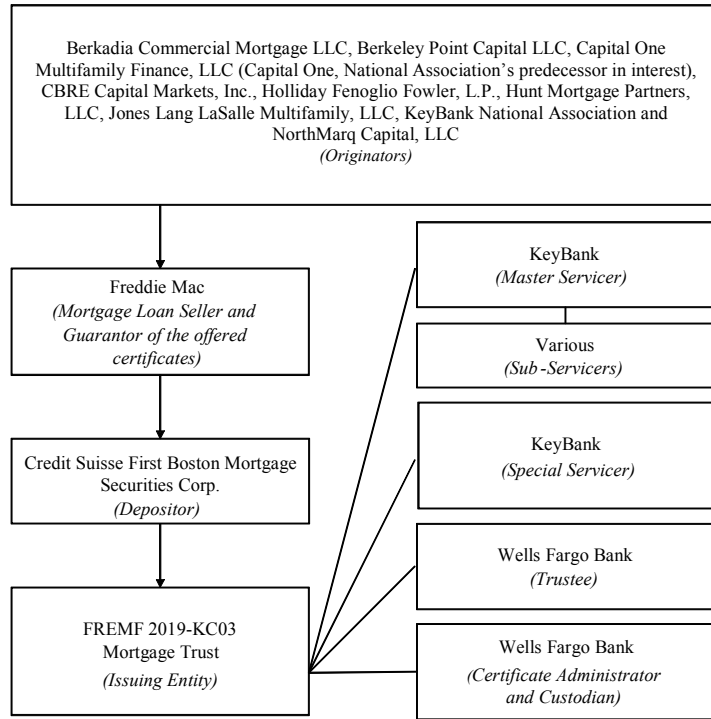 Berkadia Commercial Mortgage LLC, Berkeley Point Capital LLC, Capital One
Multifamily Finance, LLC (Capital One, National Association’s predecessor in interest),
CBRE Capital Markets, Inc., Holliday Fenoglio Fowler, L.P., Hunt Mortgage Partners,
LLC, Jones Lang LaSalle Multifamily, LLC, KeyBank National Association and
NorthMarq Capital, LLC
(Originators)
Freddie Mac
(Mortgage Loan Seller and
Guarantor of the offered
certificates)
Credit Suisse First Boston Mortgage
Securities Corp.
(Depositor)
FREMF 2019-KC03
Mortgage Trust
(Issuing Entity)
KeyBank
(Master Servicer)
Various
(Sub-Servicers)
KeyBank
(Special Servicer)
Wells Fargo Bank
(Trustee)
Wells Fargo Bank
(Certificate Administrator
and Custodian)